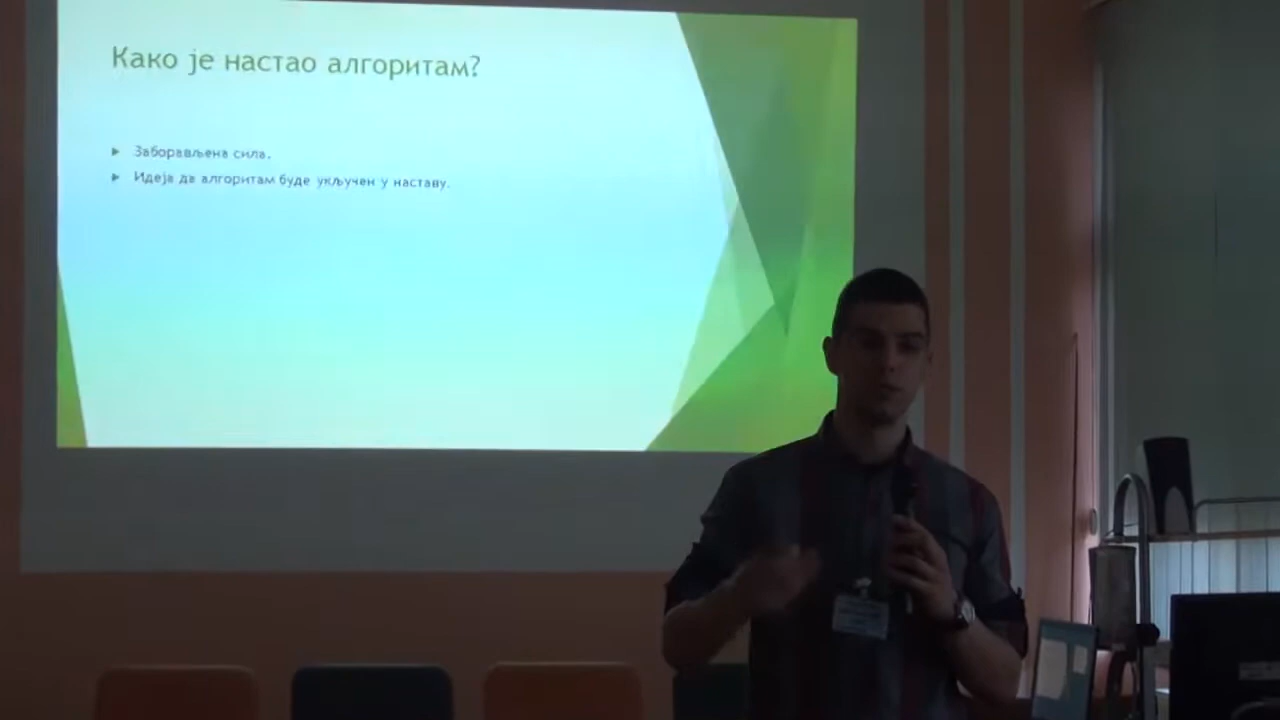 Како је настао алгоритам?
Заборављена сила.
Идеја да алгоритам буде укључен у наставу.